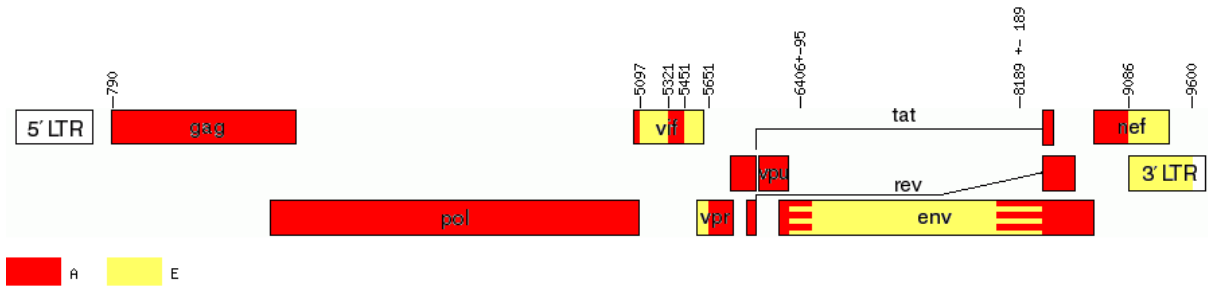 790
5097
5321
5451
5651
6406+-95
8189 +- 189
9086
9600
5' LTR
gag
vif
tat
nef
vpu
rev
3' LTR
pol
vpr
env
A
E